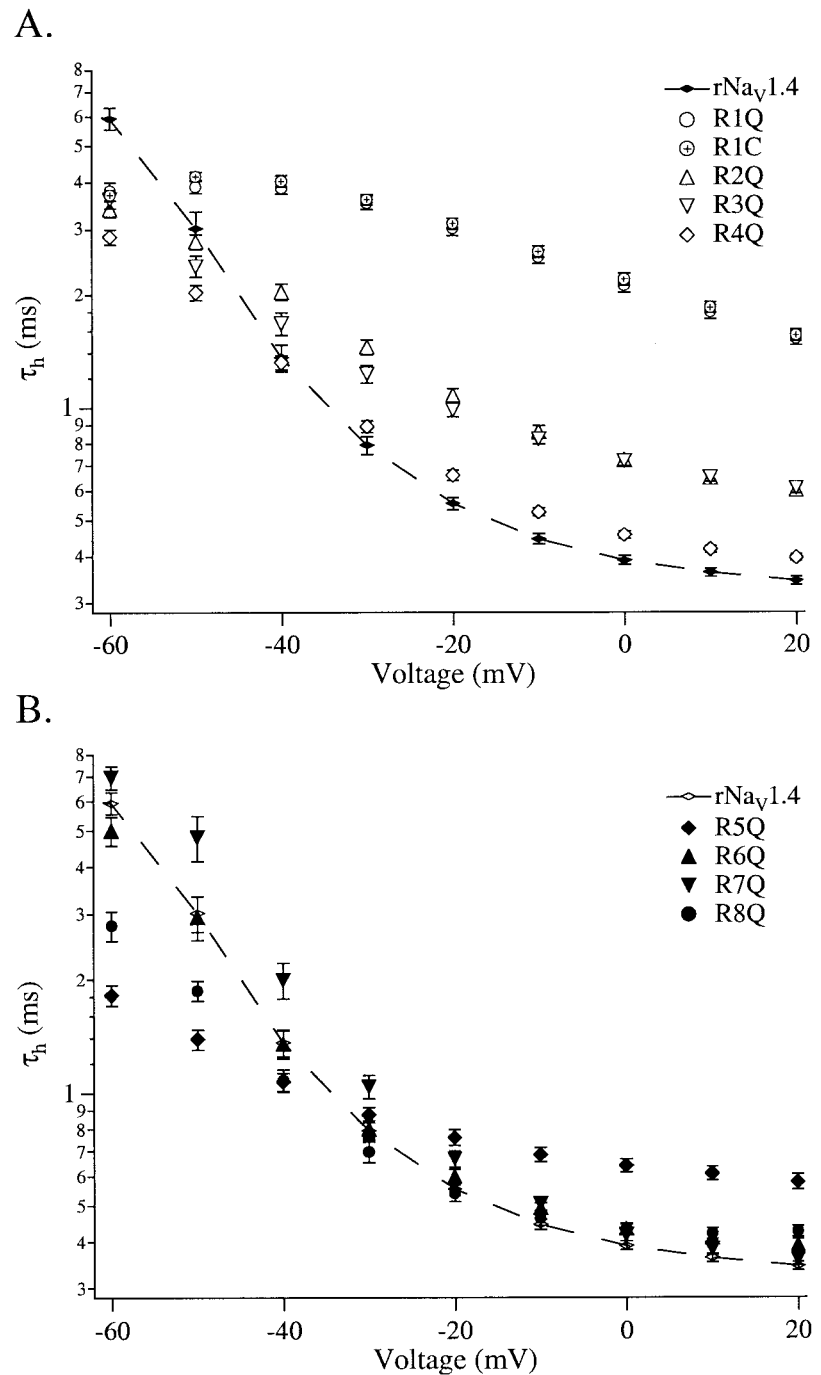 A.
8
7
6
5
4
3
2
1
9
8
7
6
5
4
3
τh (ms)
-60 -40 -20 0 20
Voltage (mV)
rNaV1.4
R1Q
R1C
R2Q
R3Q
R4Q
B.
8
7
6
5
4
3
2
1
9
8
7
6
5
4
3
τh (ms)
-60 -40 -20 0 20
Voltage (mV)
rNaV1.4
R5Q
R6Q
R7Q
R8Q